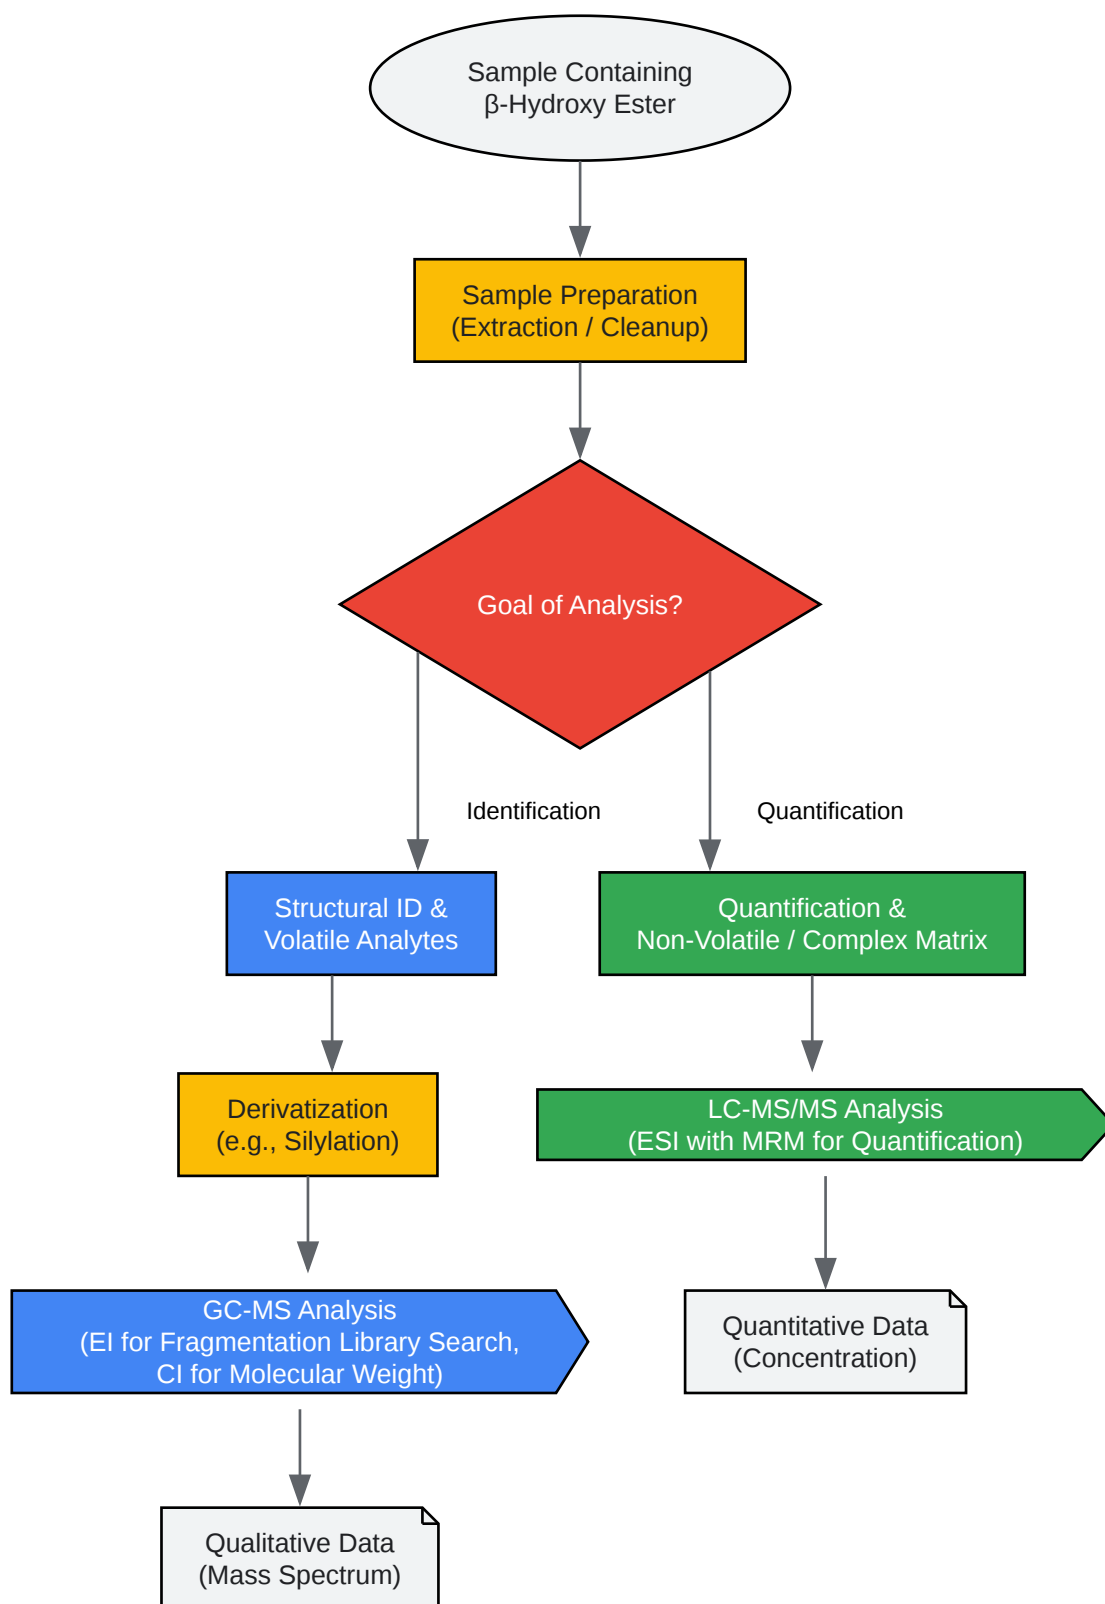 Sample Containing
β-Hydroxy Ester
Sample Preparation
(Extraction / Cleanup)
Goal of Analysis?
Identification
Quantification
Structural ID &
Volatile Analytes
Quantification &
Non-Volatile / Complex Matrix
Derivatization
(e.g., Silylation)
LC-MS/MS Analysis
(ESI with MRM for Quantification)
GC-MS Analysis
(EI for Fragmentation Library Search,
CI for Molecular Weight)
Quantitative Data
(Concentration)
Qualitative Data
(Mass Spectrum)